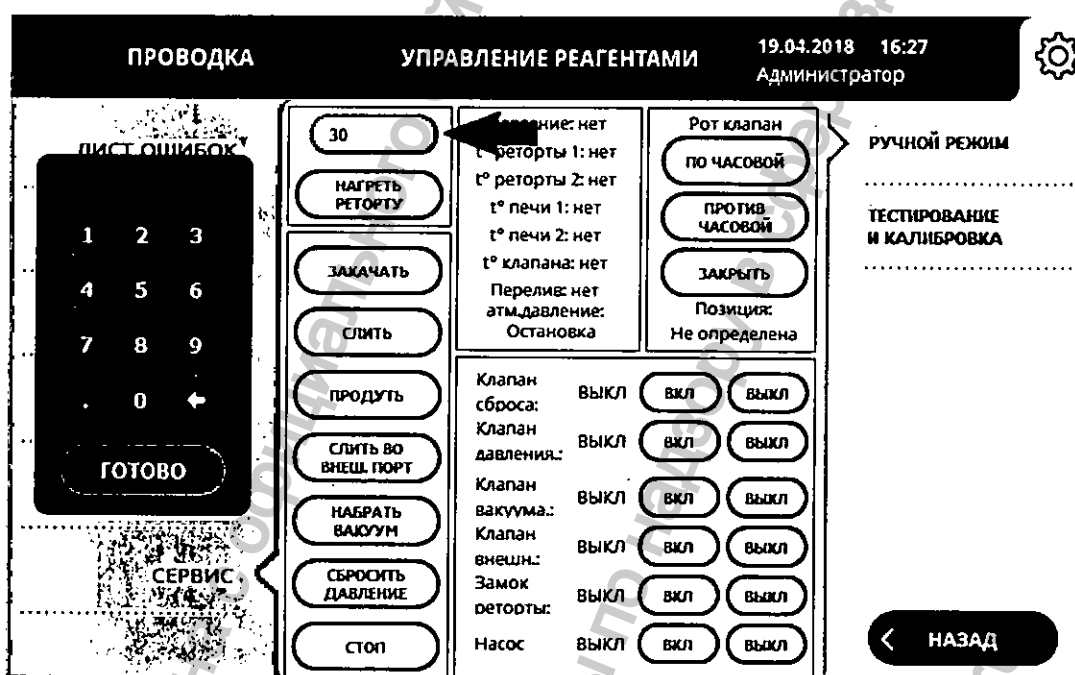 ПРОВОДКА
УПРАВЛЕНИЕ РЕАГЕНТАМИ
19.04.2018 16:27
Администратор
ЛИСТ ОШИБОК
1 2 3
4 5 6
7 8 9
. 0
ГОТОВО
СЕРВИС
30
НАГРЕТЬ
РЕТОРТУ
ЗАКАЧАТЬ
СЛИТЬ
ПРОДУТЬ
СЛИТЬ ВО
ВНЕШ. ПОРТ
НАБРАТЬ
ВАКУУМ
СБРОСИТЬ
ДАВЛЕНИЕ
СТОП
нет
t° реторты 1: нет
t° реторты 2: нет
t° печи 1: нет
t° печи 2: нет
t° клапана: нет
Перелив: нет
атм.давление:
Остановка
Рот клапан
ПО ЧАСОВОЙ
ПРОТИВ
ЧАСОВОЙ
ЗАКРЫТЬ
Позиция:
Не определена
Клапан
сброса:
ВЫКЛ ВКЛ ВЫКЛ
Клапан
давления.:
ВЫКЛ ВКЛ ВЫКЛ
Клапан
вакуума.:
ВЫКЛ ВКЛ ВЫКЛ
Клапан
внешн.:
ВЫКЛ ВКЛ ВЫКЛ
Замок
реторты:
ВЫКЛ ВКЛ ВЫКЛ
Насос ВЫКЛ ВКЛ ВЫКЛ
РУЧНОЙ РЕЖИМ
ТЕСТИРОВАНИЕ
И КАЛИБРОВКА
НАЗАД